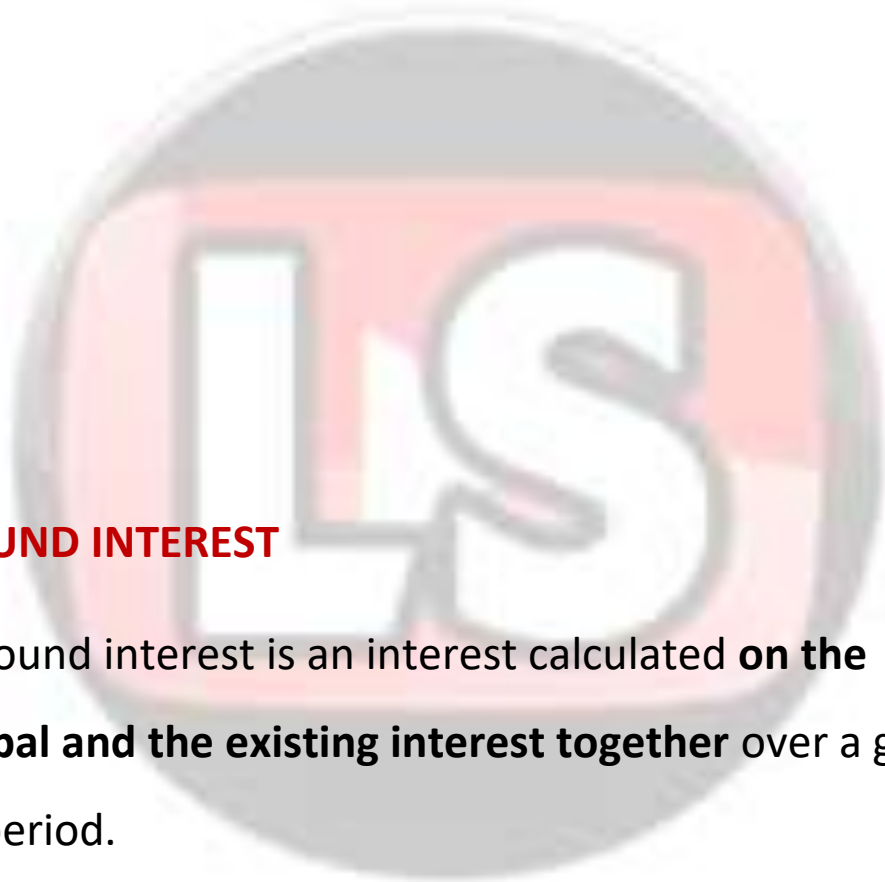 LS
UND INTEREST
ound interest is an interest calculated on the
pal and the existing interest together over a g
eriod.